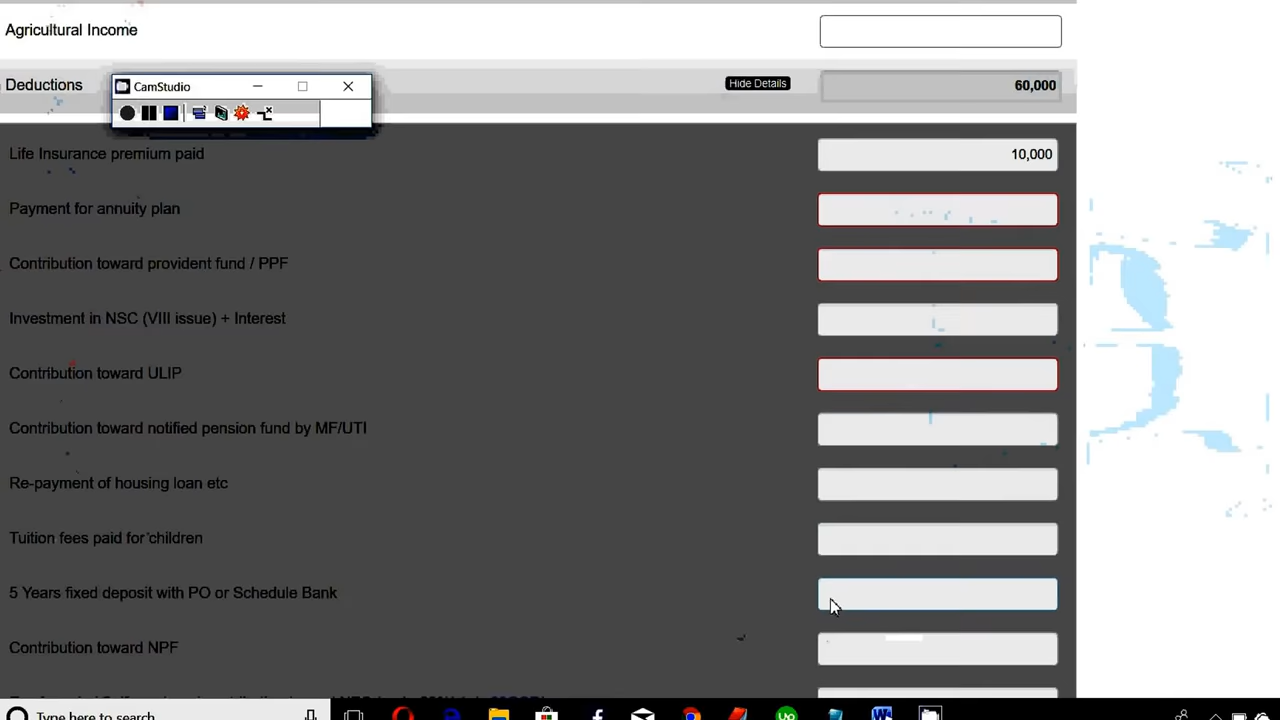 Agricultural Income
Deductions
Hide Details
60,000
CamStudio
Life Insurance premium paid
10,000
Payment for annuity plan
Contribution toward provident fund / PPF
Investment in NSC (VIII issue) + Interest
Contribution toward ULIP
Contribution toward notified pension fund by MF/UTI
Re-payment of housing loan etc
Tuition fees paid for children
5 Years fixed deposit with PO or Schedule Bank
Contribution toward NPF
Type here to search